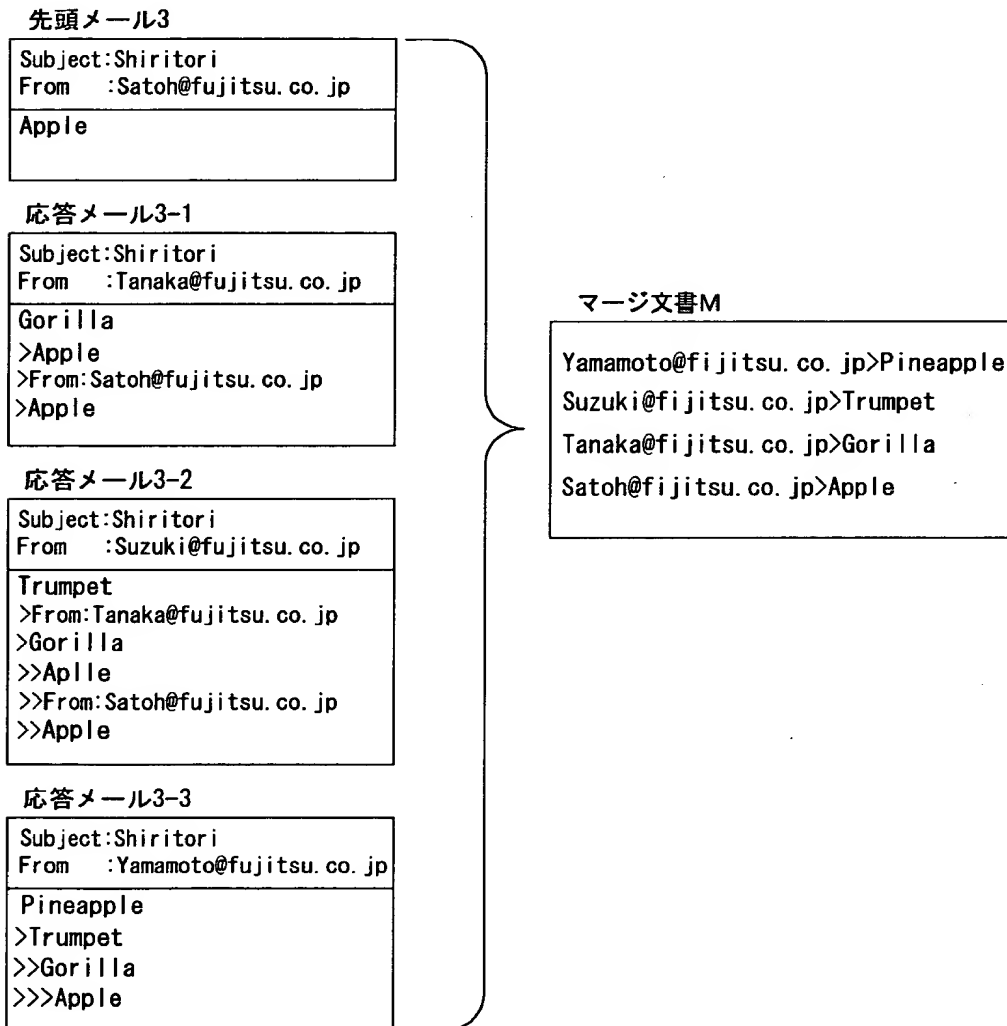 先頭メール3
Subject:Shiritori
From :Satoh@fujitsu.co.jp
Apple
応答メール3-1
Subject:Shiritori
From :Tanaka@fujitsu.co.jp
Gorilla
>Apple
>From:Satoh@fujitsu.co.jp
>Apple
応答メール3-2
Subject:Shiritori
From :Suzuki@fujitsu.co.jp
Trumpet
>From:Tanaka@fujitsu.co.jp
>Gorilla
>>Aplle
>>From:Satoh@fujitsu.co.jp
>>Apple
応答メール3-3
Subject:Shiritori
From :Yamamoto@fujitsu.co.jp
Pineapple
>Trumpet
>>Gorilla
>>>Apple
マージ文書M
Yamamoto@fijitsu.co.jp>Pineapple
Suzuki@fijitsu.co.jp>Trumpet
Tanaka@fijitsu.co.jp>Gorilla
Satoh@fijitsu.co.jp>Apple